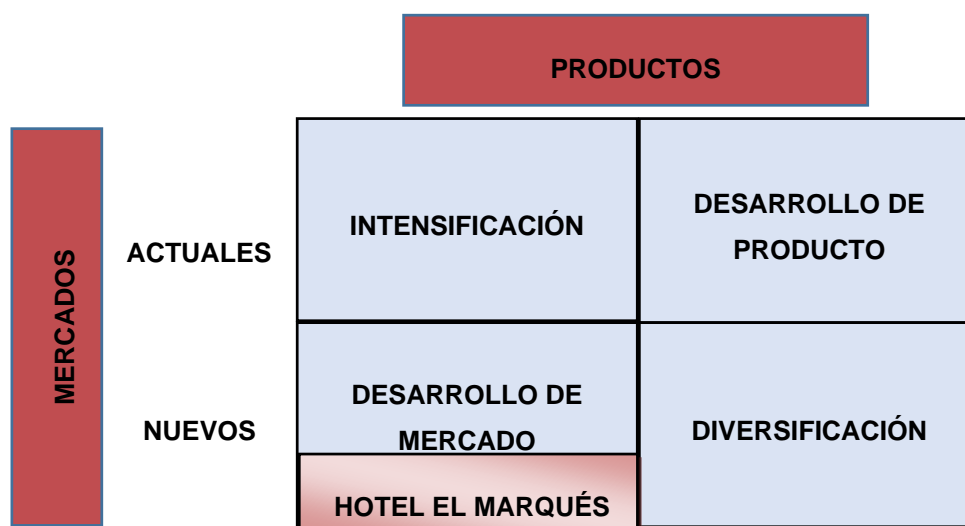 PRODUCTOS
MERCADOS
ACTUALES
INTENSIFICACIÓN
DESARROLLO DE
PRODUCTO
NUEVOS
DESARROLLO DE
MERCADO
HOTEL EL MARQUÉS
DIVERSIFICACIÓN